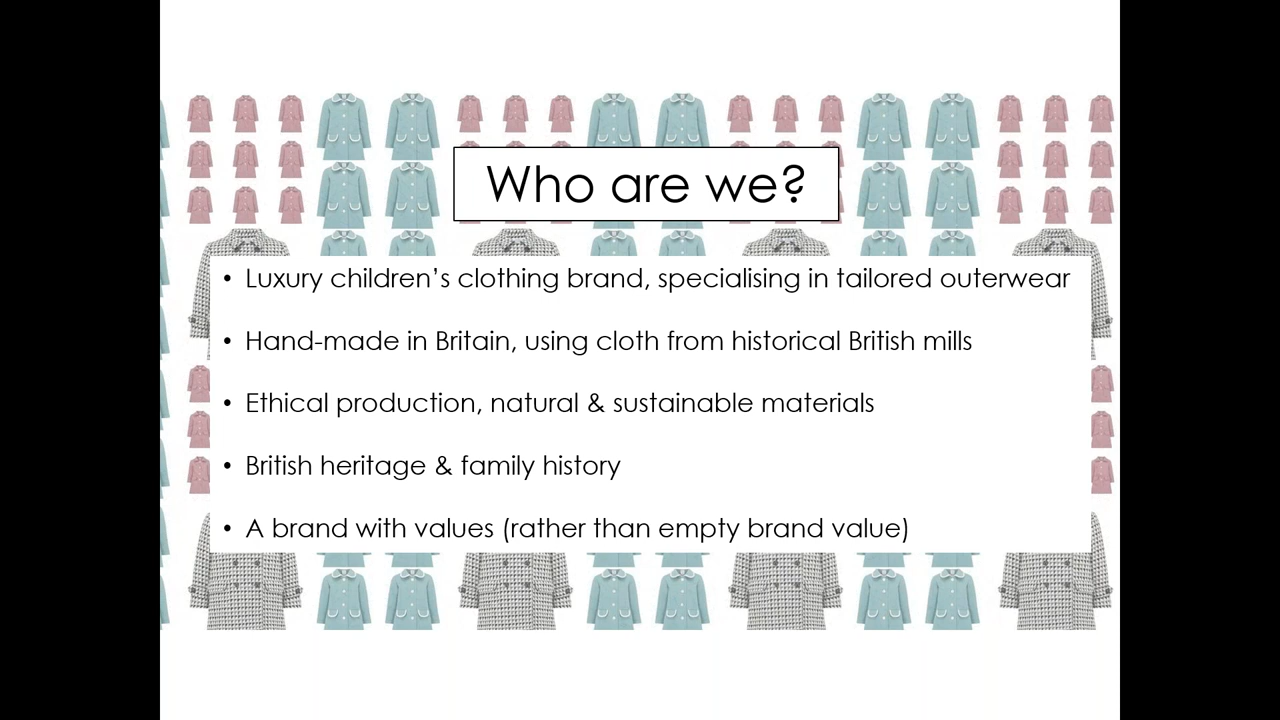 Who are we?
• Luxury children’s clothing brand, specialising in tailored outerwear
• Hand-made in Britain, using cloth from historical British mills
• Ethical production, natural & sustainable materials
• British heritage & family history
• A brand with values (rather than empty brand value)